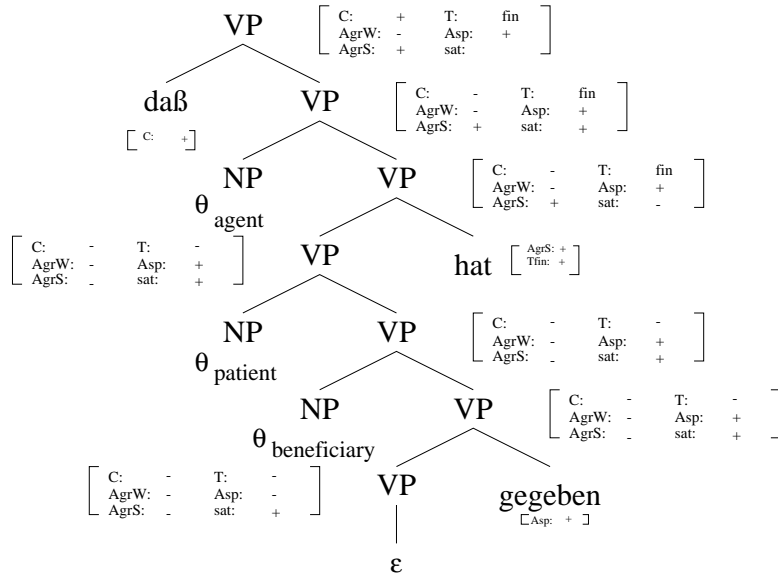 VP
C: + T: fin
AgrW: - Asp: +
AgrS: + sat:
daß
C: +
VP
C: - T: fin
AgrW: - Asp: +
AgrS: + sat: +
NP
θ agent
VP
C: - T: fin
AgrW: - Asp: +
AgrS: + sat: -
C: - T: -
AgrW: - Asp: +
AgrS: - sat: +
VP
hat
AgrS: +
Tfin: +
NP
θ patient
VP
C: - T: -
AgrW: - Asp: +
AgrS: - sat: +
NP
θ beneficiary
VP
C: - T: -
AgrW: - Asp: +
AgrS: - sat: +
C: - T: -
AgrW: - Asp: -
AgrS: - sat: +
VP
gegeben
Asp: +
ε